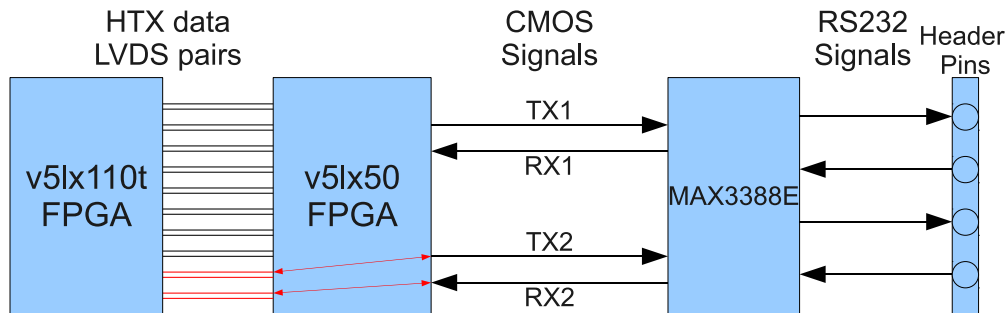 HTX data
LVDS pairs
CMOS
Signals
RS232
Signals
Header
Pins
v5lx110t
FPGA
v5lx50
FPGA
TX1
RX1
TX2
RX2
MAX3388E